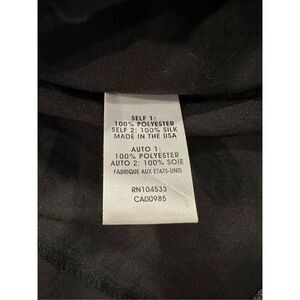 SELF 1:
100% POLYESTER
SELF 2: 100% SILK
MADE IN THE USA
AUTO 1:
100% POLYESTER
AUTO 2: 100% SOIE
FABRIQUE AUX ETATS-UNIS
RN104533
CA00985